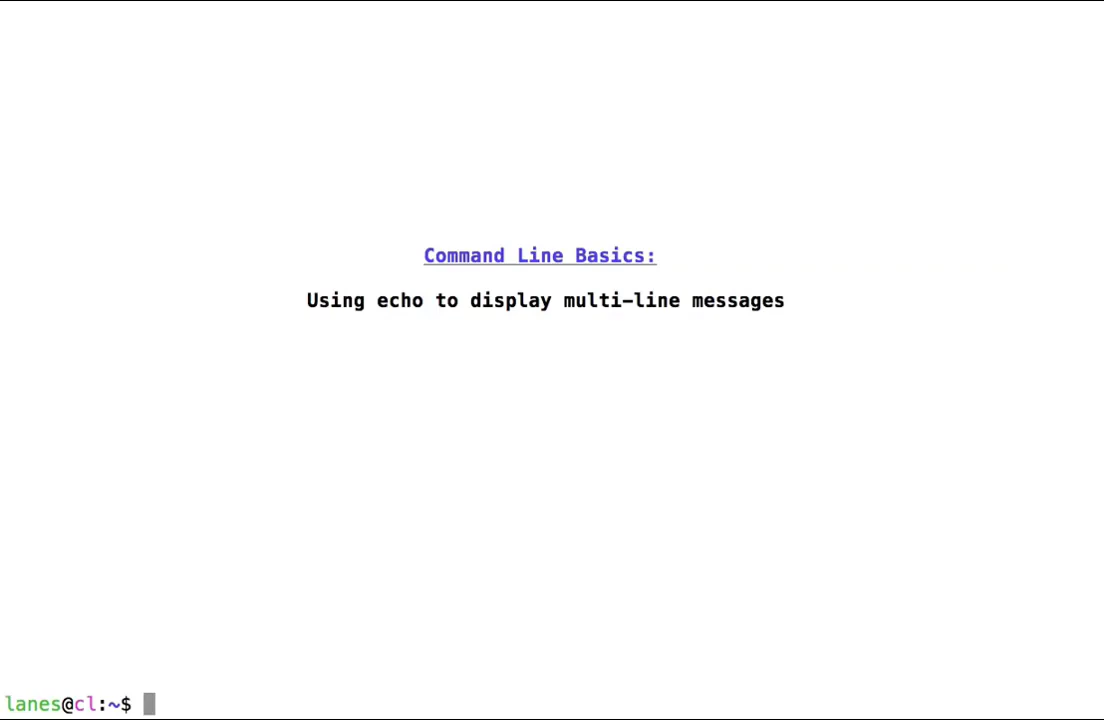 Command Line Basics:
Using echo to display multi-line messages
lanes@cl:~$